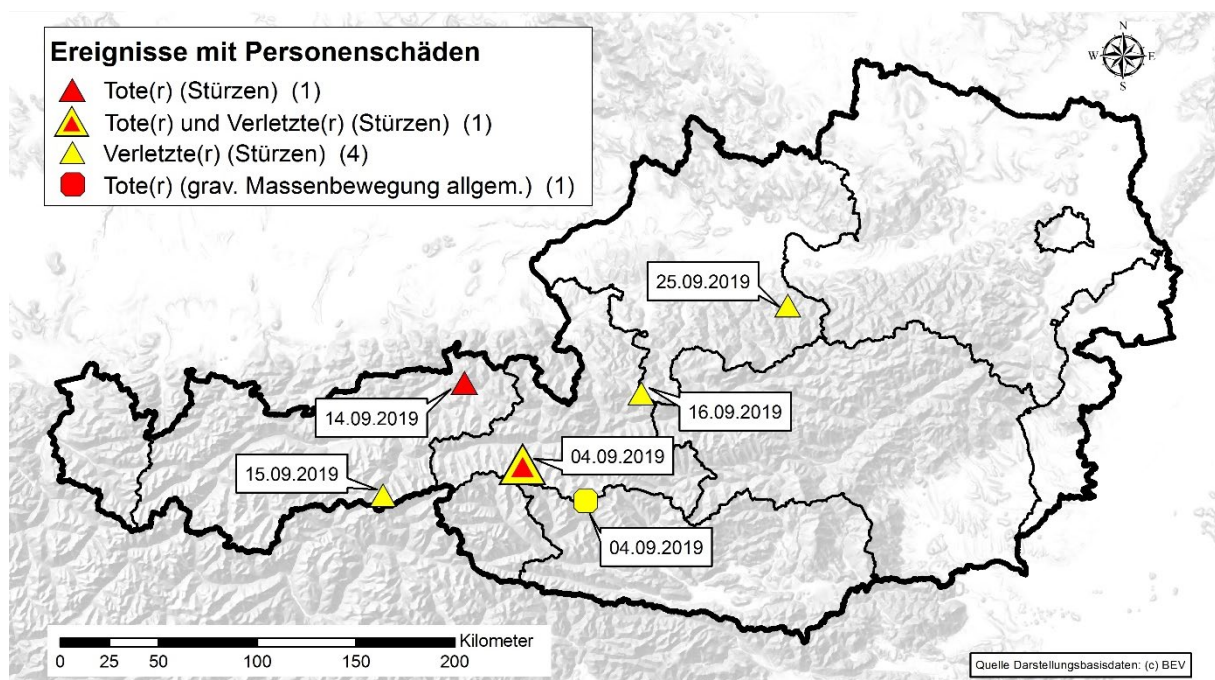 Ereignisse mit Personenschäden
Tote(r) (Stürzen) (1)
Tote(r) und Verletzte(r) (Stürzen) (1)
Verletzte(r) (Stürzen) (4)
Tote(r) (grav. Massenbewegung allgem.) (1)
N
W E
S
25.09.2019
14.09.2019
16.09.2019
04.09.2019
15.09.2019
04.09.2019
Kilometer
0 25 50 100 150 200
Quelle Darstellungsbasisdaten: (c) BEV